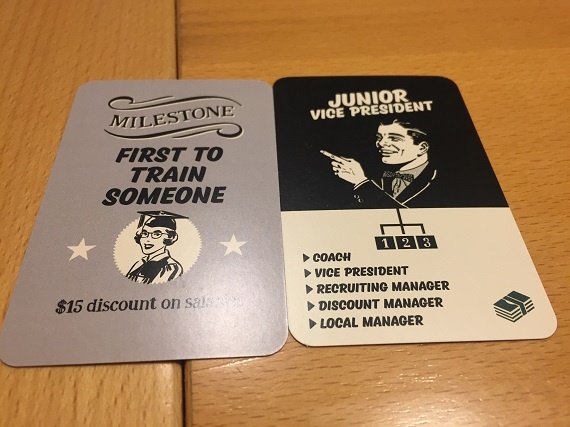 MILESTONE
FIRST TO
TRAIN
SOMEONE
$15 discount on
JUNIOR
VICE PRESIDENT
1 2 3
COACH
VICE PRESIDENT
RECRUITING MANAGER
DISCOUNT MANAGER
LOCAL MANAGER